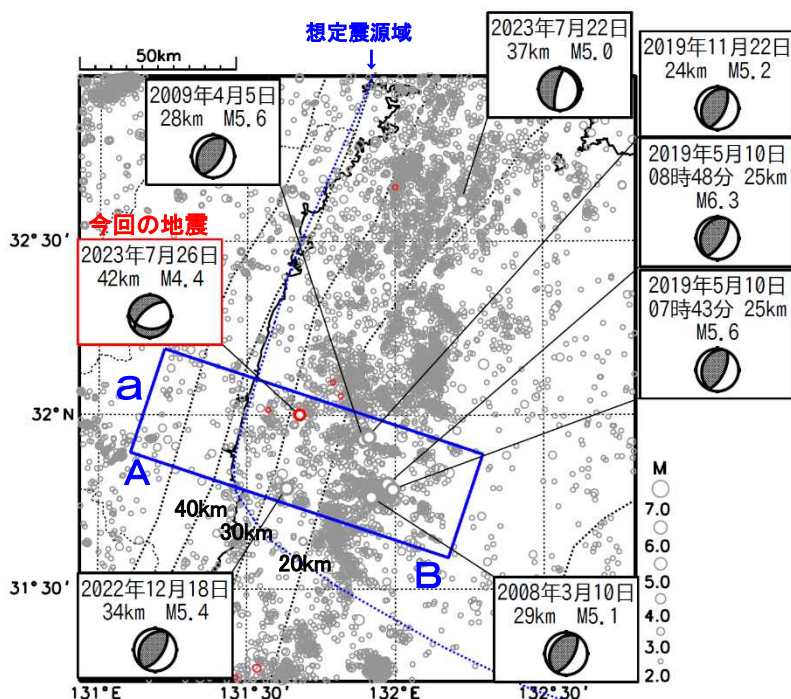 想定震源域
↓
50km
2023年7月22日
37km M5.0
2019年11月22日
24km M5.2
2009年4月5日
28km M5.6
2019年5月10日
08時48分 25km
M6.3
今回の地震
2023年7月26日
42km M4.4
2019年5月10日
07時43分 25km
M5.6
32°30′
a
32°N
A
40km
30km
20km
B
31°30′
M
7.0
6.0
5.0
4.0
3.0
2.0
2022年12月18日
34km M5.4
2008年3月10日
29km M5.1
131°E
131°30′
132°E
132°30′